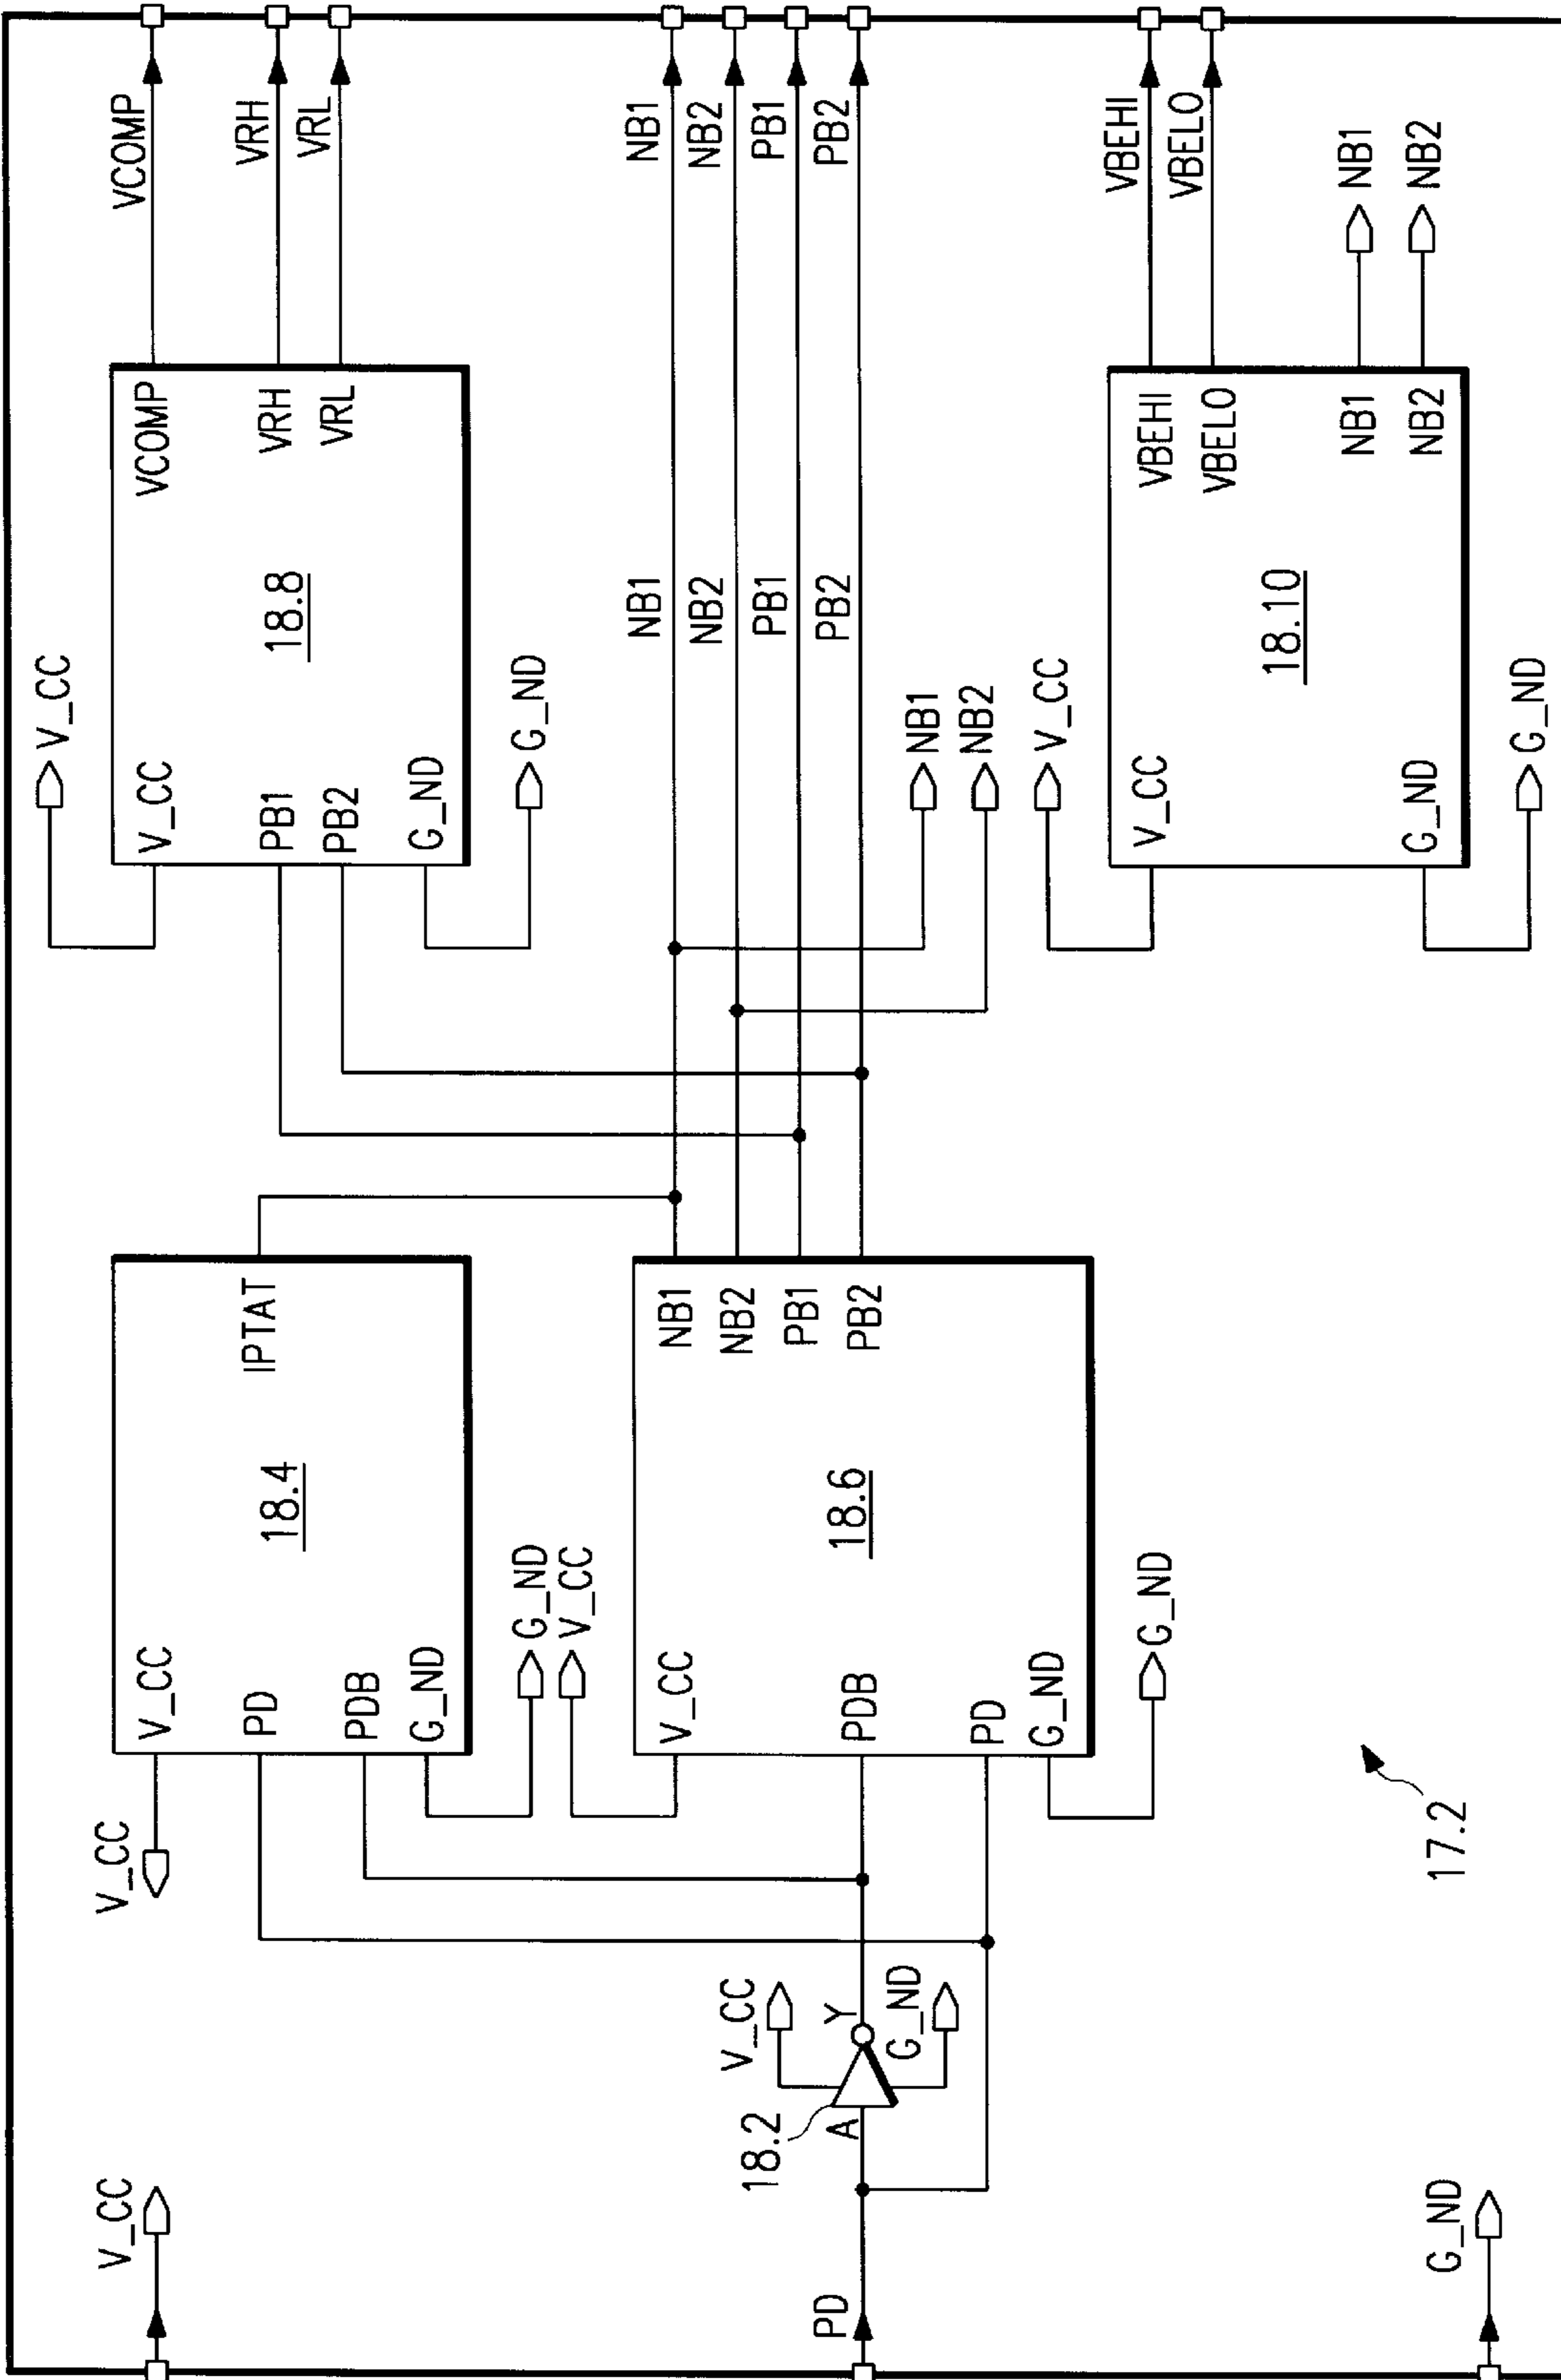 V_CC
PD
G_ND
18.2
A
Y
V_CC
G_ND
V_CC
V_CC
PD
PDB
G_ND
18.4
IPTAT
G_ND
V_CC
V_CC
PDB
PD
G_ND
18.6
NB1
NB2
PB1
PB2
G_ND
17.2
V_CC
V_CC
PB1
PB2
G_ND
18.8
VCOMP
VRH
VRL
G_ND
VCOMP
VRH
VRL
NB1
NB2
PB1
PB2
NB1
NB2
PB1
PB2
NB1
NB2
V_CC
V_CC
G_ND
18.10
VBEHI
VBELO
NB1
NB2
G_ND
VBEHI
VBELO
NB1
NB2